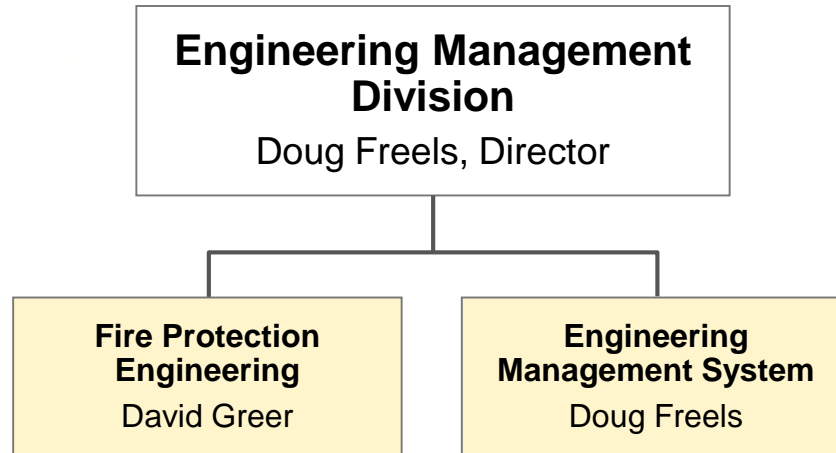 Engineering Management
Division
Doug Freels, Director
Fire Protection
Engineering
David Greer
Engineering
Management System
Doug Freels